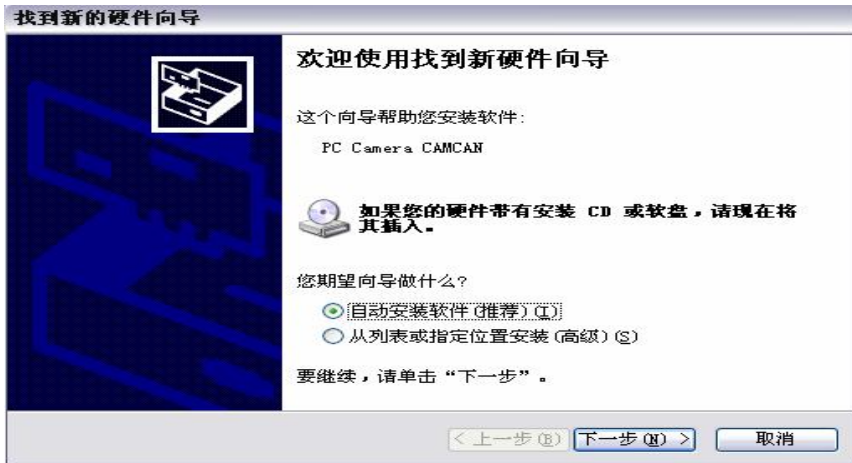 找到新的硬件向导
欢迎使用找到新硬件向导
这个向导帮助您安装软件:
PC Camera CAMCAN
如果您的硬件带有安装 CD 或软盘，请现在将
其插入。
您期望向导做什么?
自动安装软件(推荐)(I)
从列表或指定位置安装(高级)(S)
要继续，请单击“下一步”。
< 上一步(B) 下一步(N) > 取消